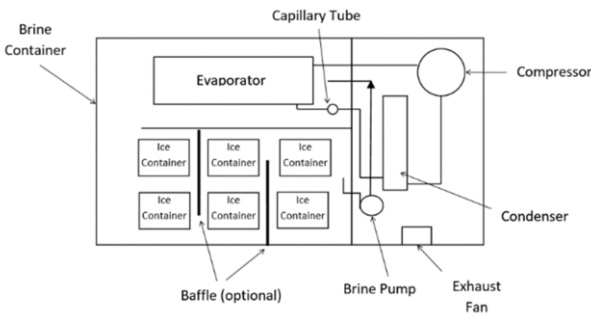 Capillary Tube
Brine
Container
Evaporator
Compressor
Ice
Container
Ice
Container
Ice
Container
Ice
Container
Ice
Container
Ice
Container
Condenser
Baffle (optional)
Brine Pump
Exhaust
Fan